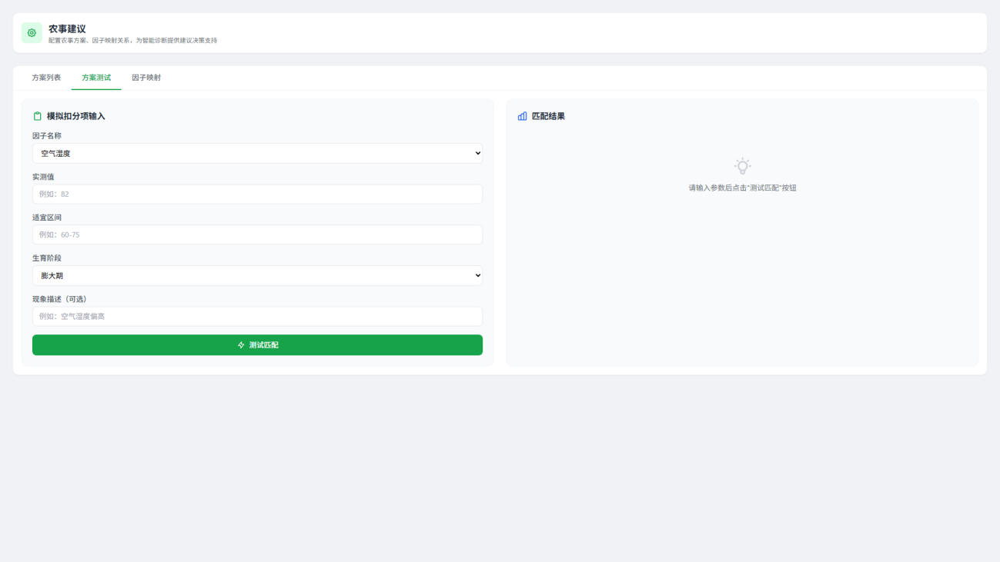 农事建议
配置农事方案、因子映射关系，为智能诊断提供建议决策支持
方案列表
方案测试
因子映射
模拟扣分项输入
因子名称
空气湿度
实测值
例如：82
适宜区间
例如：60-75
生育阶段
膨大期
现象描述（可选）
例如：空气湿度偏高
测试匹配
匹配结果
请输入参数后点击"测试匹配"按钮